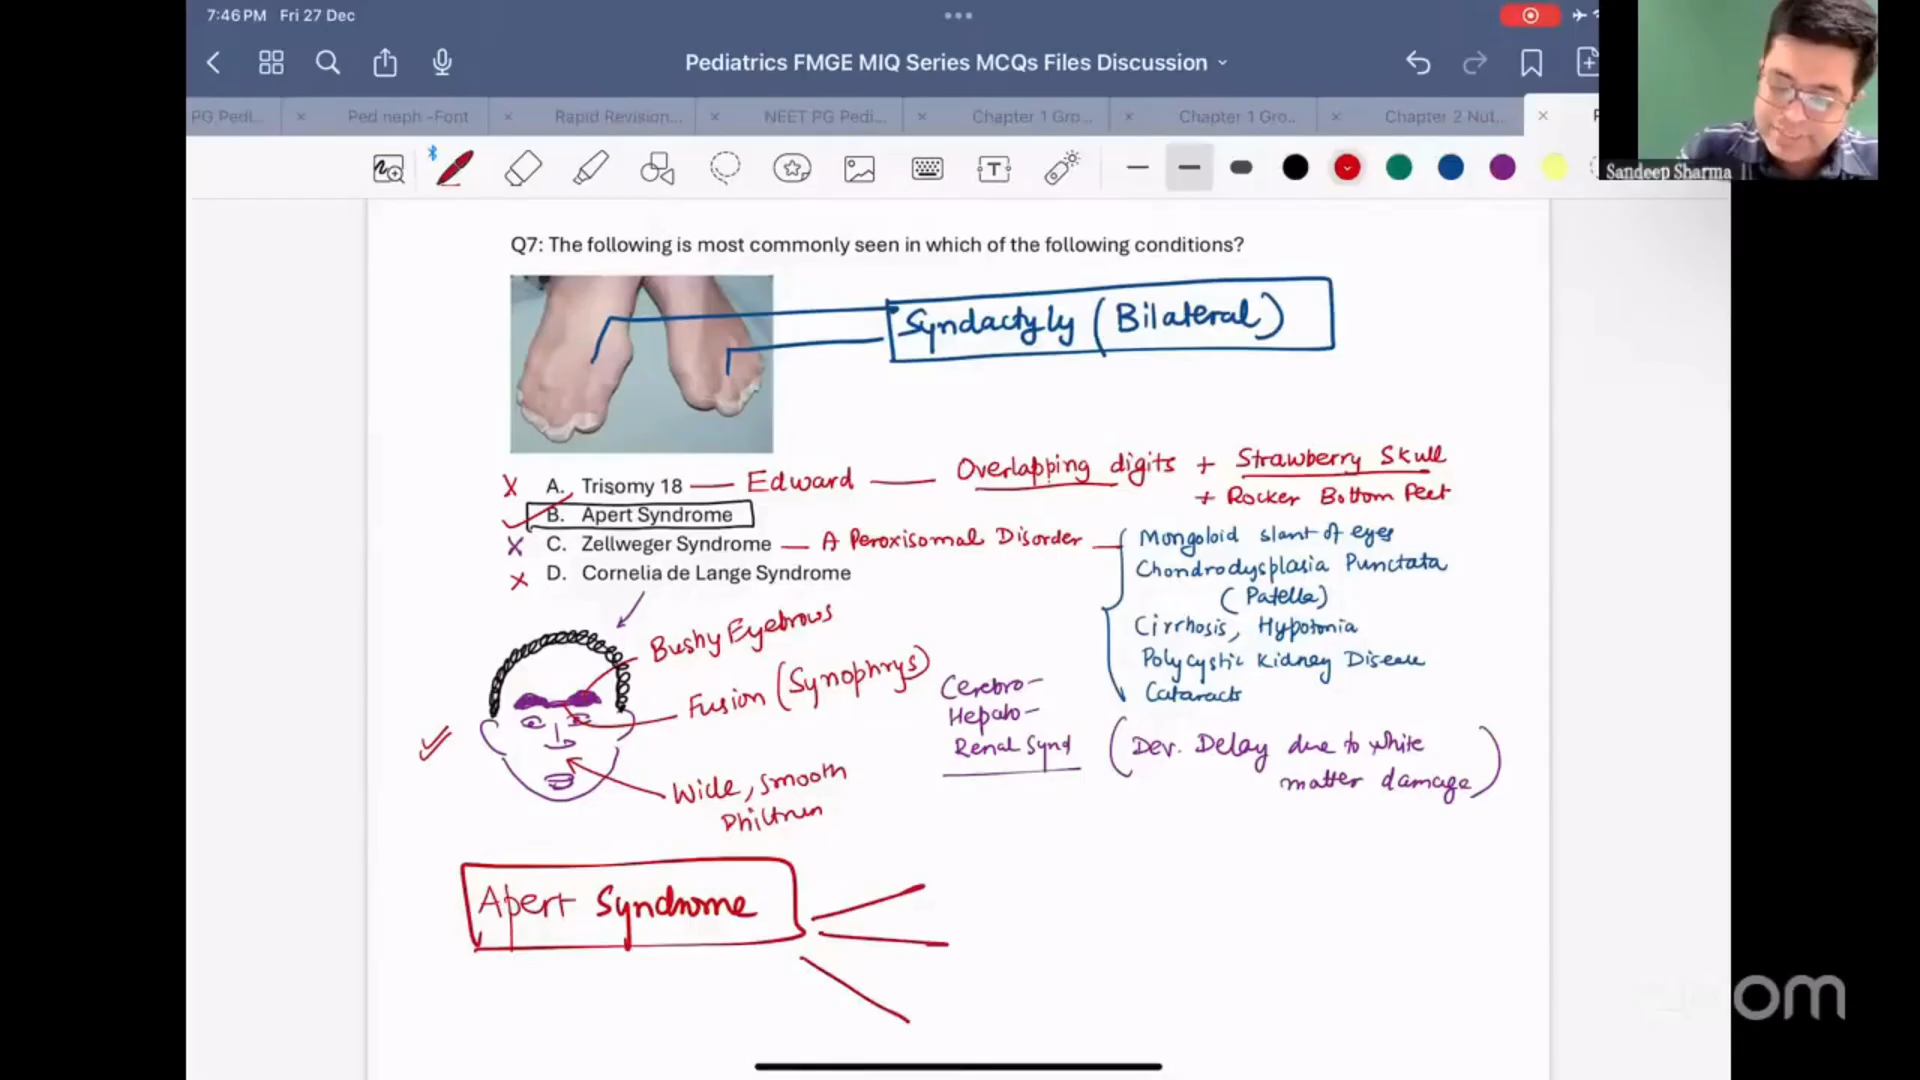 7:46 PM Fri 27 Dec
Pediatrics FMGE MIQ Series MCQs Files Discussion
PG Pedi... Ped neph -Font Rapid Revision... NEET PG Pedi... Chapter 1 Gro... Chapter 1 Gro... Chapter 2 Nut...
Sandeep Sharma
Q7: The following is most commonly seen in which of the following conditions?
Syndactyly (Bilateral)
A. Trisomy 18 — Edward — Overlapping digits + Strawberry Skull
+ Rocker Bottom Feet
B. Apert Syndrome
C. Zellweger Syndrome — A Peroxisomal Disorder
D. Cornelia de Lange Syndrome
Mongoloid slant of eyes
Chondrodysplasia Punctata
(Patella)
Cirrhosis, Hypotonia
Polycystic Kidney Disease
Cataracts
Bushy Eyebrows
Fusion (Synophrys)
Wide, Smooth
Cerebro-
Hepato-
Renal Synd
(Dev. Delay due to white
matter damage)
Apert Syndrome
om